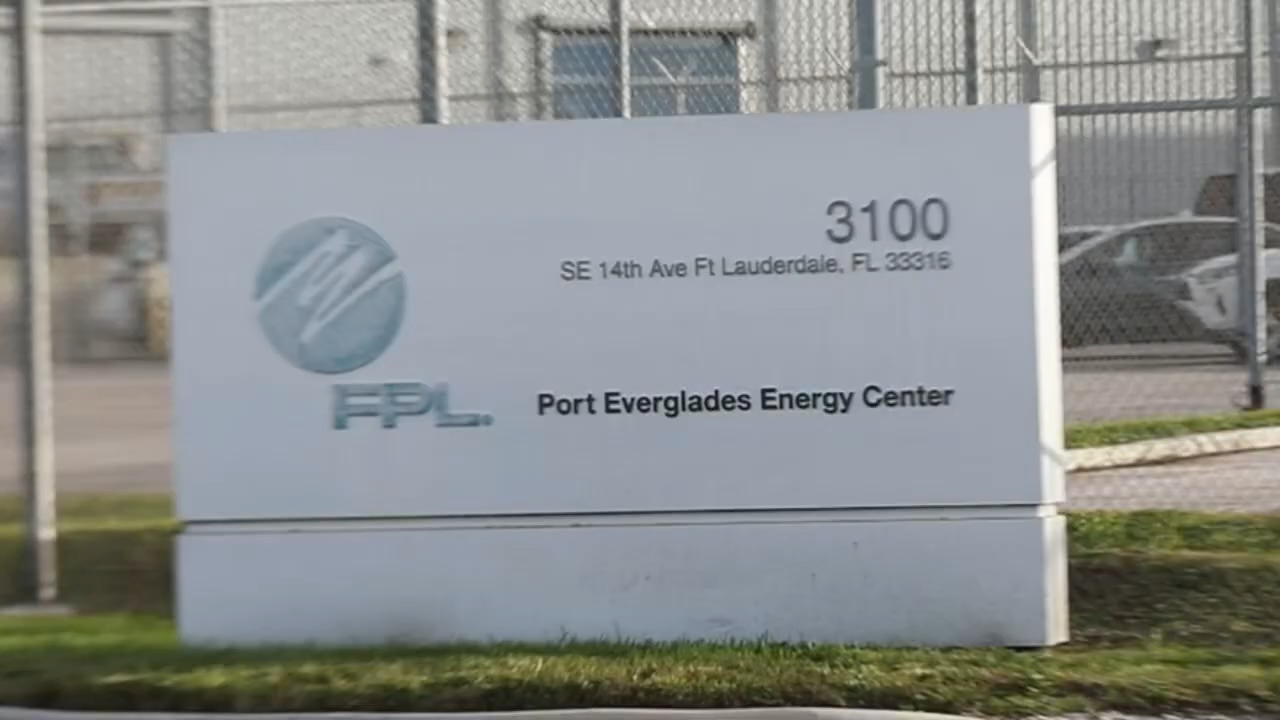 3100
SE 14th Ave Ft Lauderdale, FL 33316
FPL.
Port Everglades Energy Center